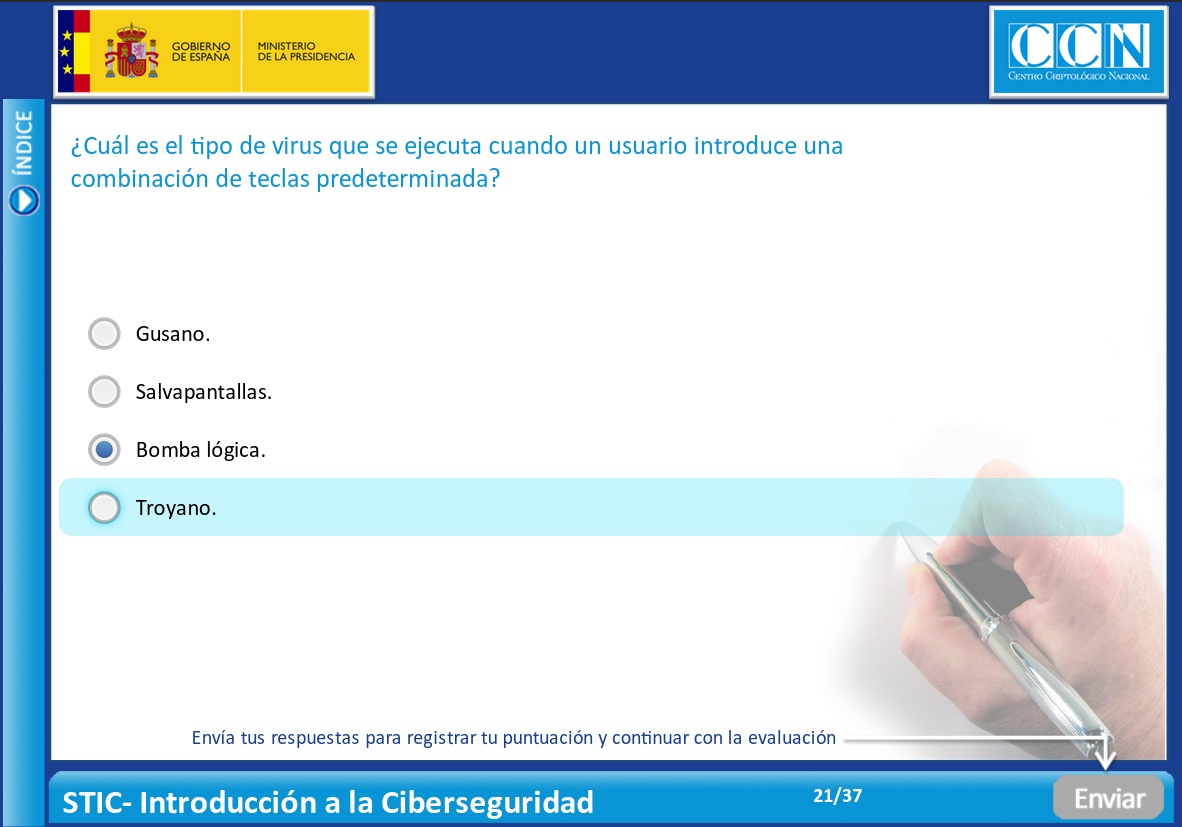 GOBIERNO
DE ESPAÑA
MINISTERIO
DE LA PRESIDENCIA
CCN
CENTRO CRIPTOLÓGICO NACIONAL
ÍNDICE
¿Cuál es el tipo de virus que se ejecuta cuando un usuario introduce una
combinación de teclas predeterminada?
Gusano.
Salvapantallas.
Bomba lógica.
Troyano.
Envía tus respuestas para registrar tu puntuación y continuar con la evaluación
STIC- Introducción a la Ciberseguridad
21/37
Enviar